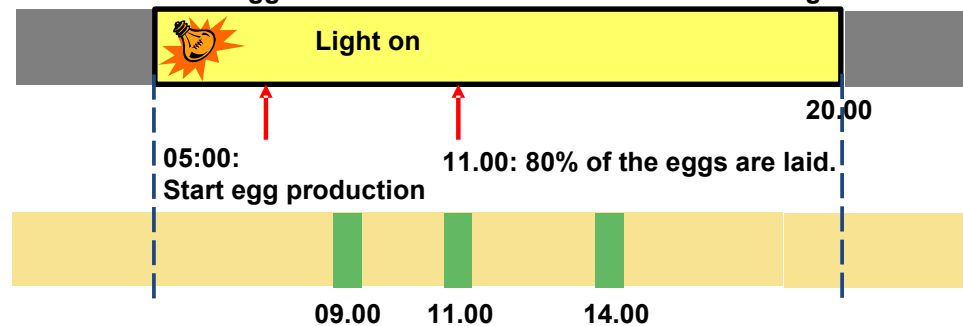 Light on
20.00
05:00:
Start egg production
11.00: 80% of the eggs are laid.
09.00
11.00
14.00